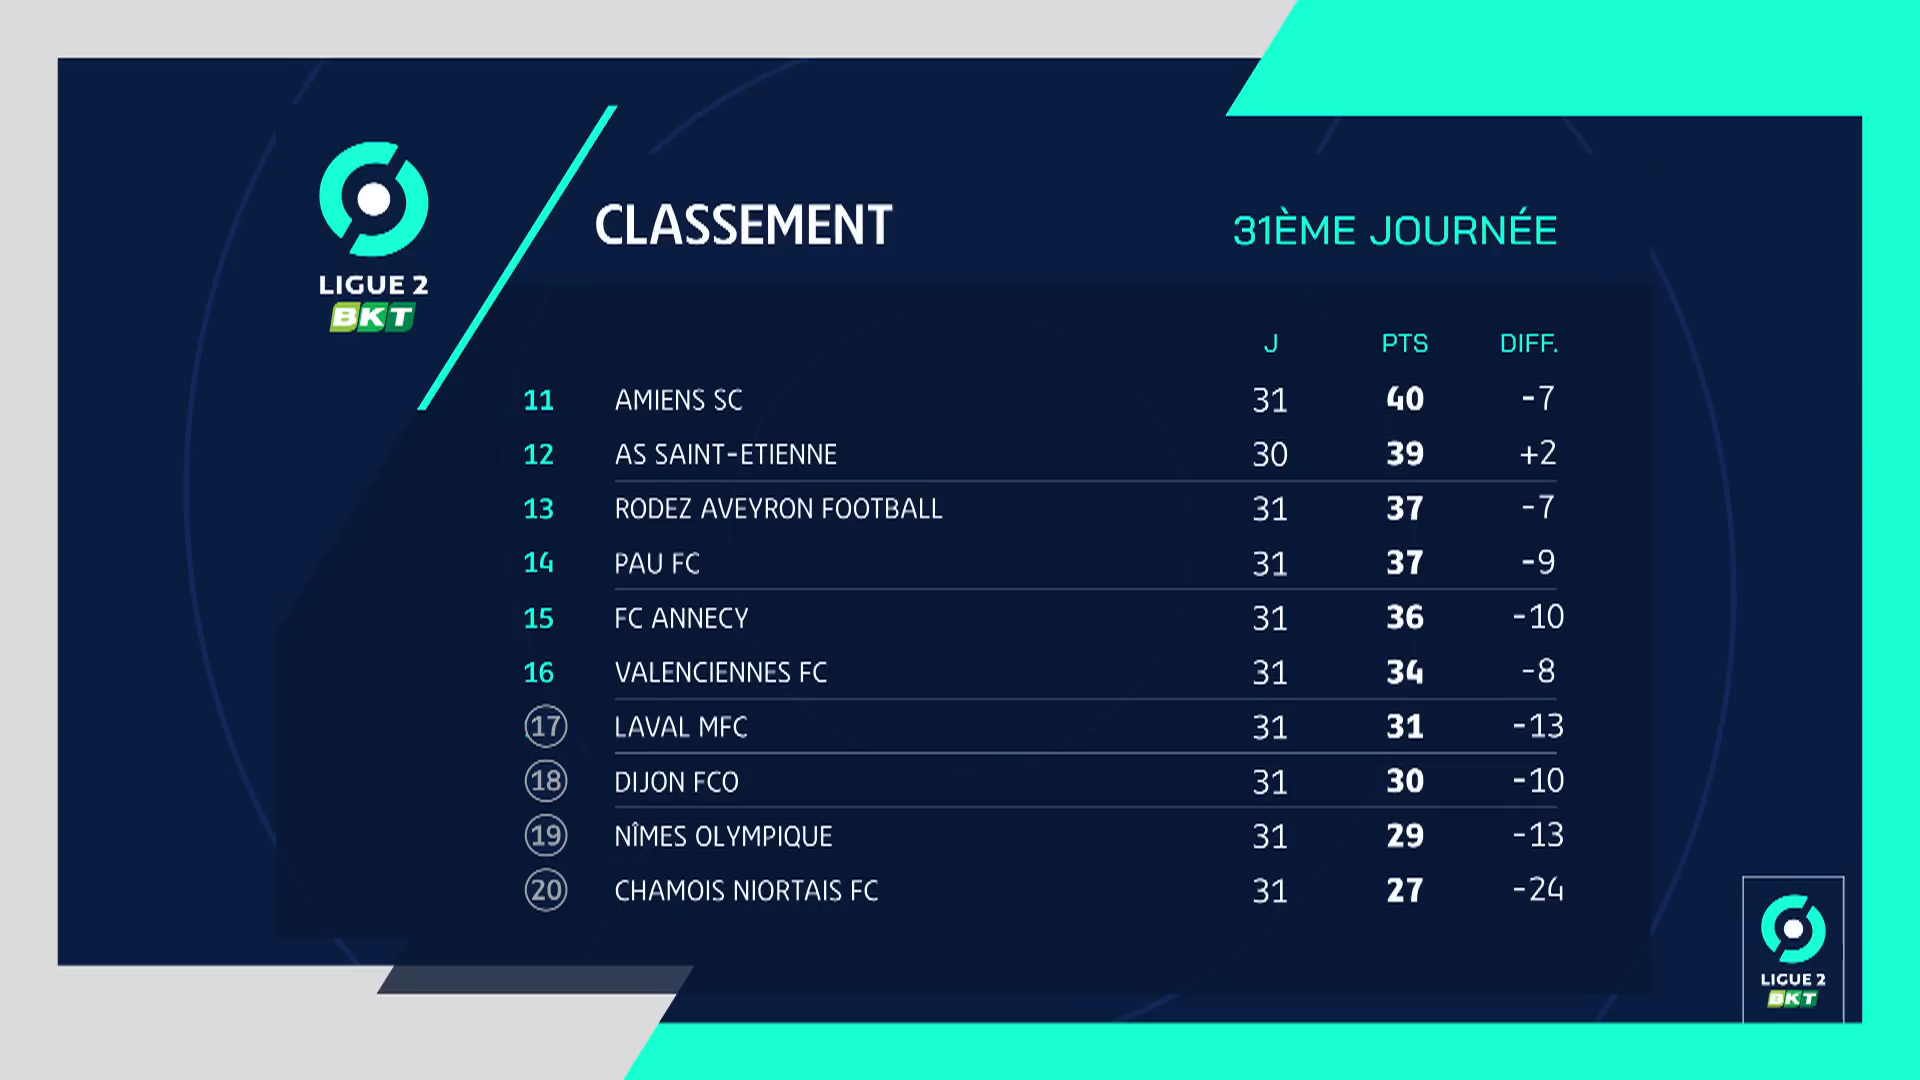 LIGUE 2
BKT
CLASSEMENT
31ÈME JOURNÉE
J PTS DIFF.
11 AMIENS SC 31 40 -7
12 AS SAINT-ETIENNE 30 39 +2
13 RODEZ AVEYRON FOOTBALL 31 37 -7
14 PAU FC 31 37 -9
15 FC ANNECY 31 36 -10
16 VALENCIENNES FC 31 34 -8
17 LAVAL MFC 31 31 -13
18 DIJON FCO 31 30 -10
19 NÎMES OLYMPIQUE 31 29 -13
20 CHAMOIS NIORTAIS FC 31 27 -24
LIGUE 2
BKT